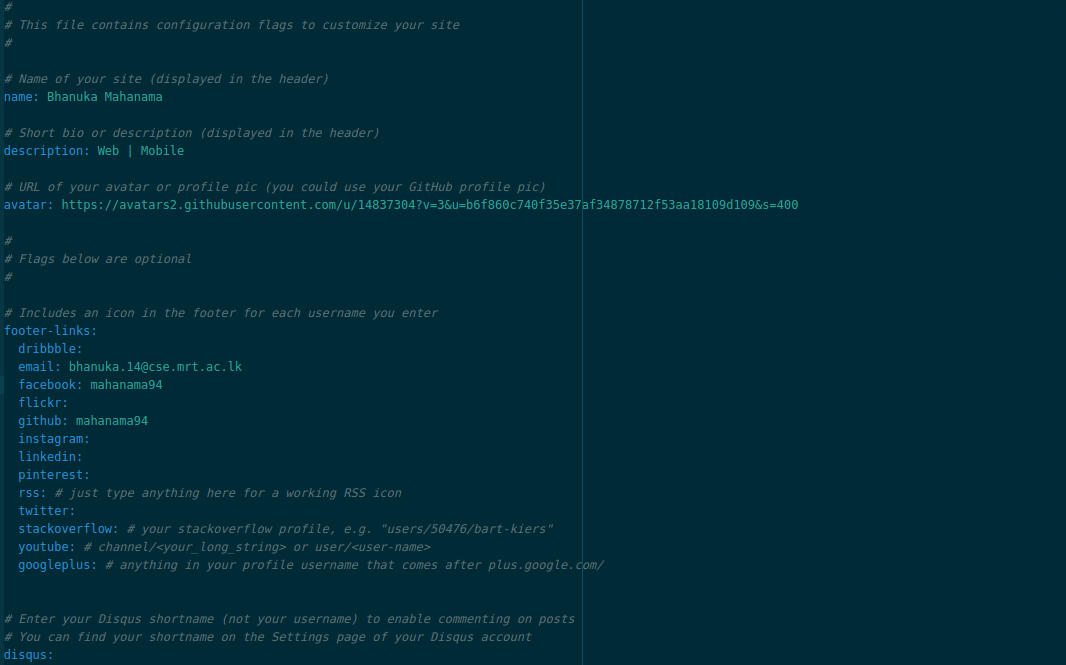 #
# This file contains configuration flags to customize your site
#
# Name of your site (displayed in the header)
name: Bhanuka Mahanama
# Short bio or description (displayed in the header)
description: Web | Mobile
# URL of your avatar or profile pic (you could use your GitHub profile pic)
avatar: https://avatars2.githubusercontent.com/u/14837304?v=3&u=b6f860c740f35e37af34878712f53aa18109d109&s=400
#
# Flags below are optional
#
# Includes an icon in the footer for each username you enter
footer-links:
  dribbble:
  email: bhanuka.14@cse.mrt.ac.lk
  facebook: mahanama94
  flickr:
  github: mahanama94
  instagram:
  linkedin:
  pinterest:
  rss: # just type anything here for a working RSS icon
  twitter:
  stackoverflow: # your stackoverflow profile, e.g. "users/50476/bart-kiers"
  youtube: # channel/<your_long_string> or user/<user-name>
  googleplus: # anything in your profile username that comes after plus.google.com/
# Enter your Disqus shortname (not your username) to enable commenting on posts
# You can find your shortname on the Settings page of your Disqus account
disqus: